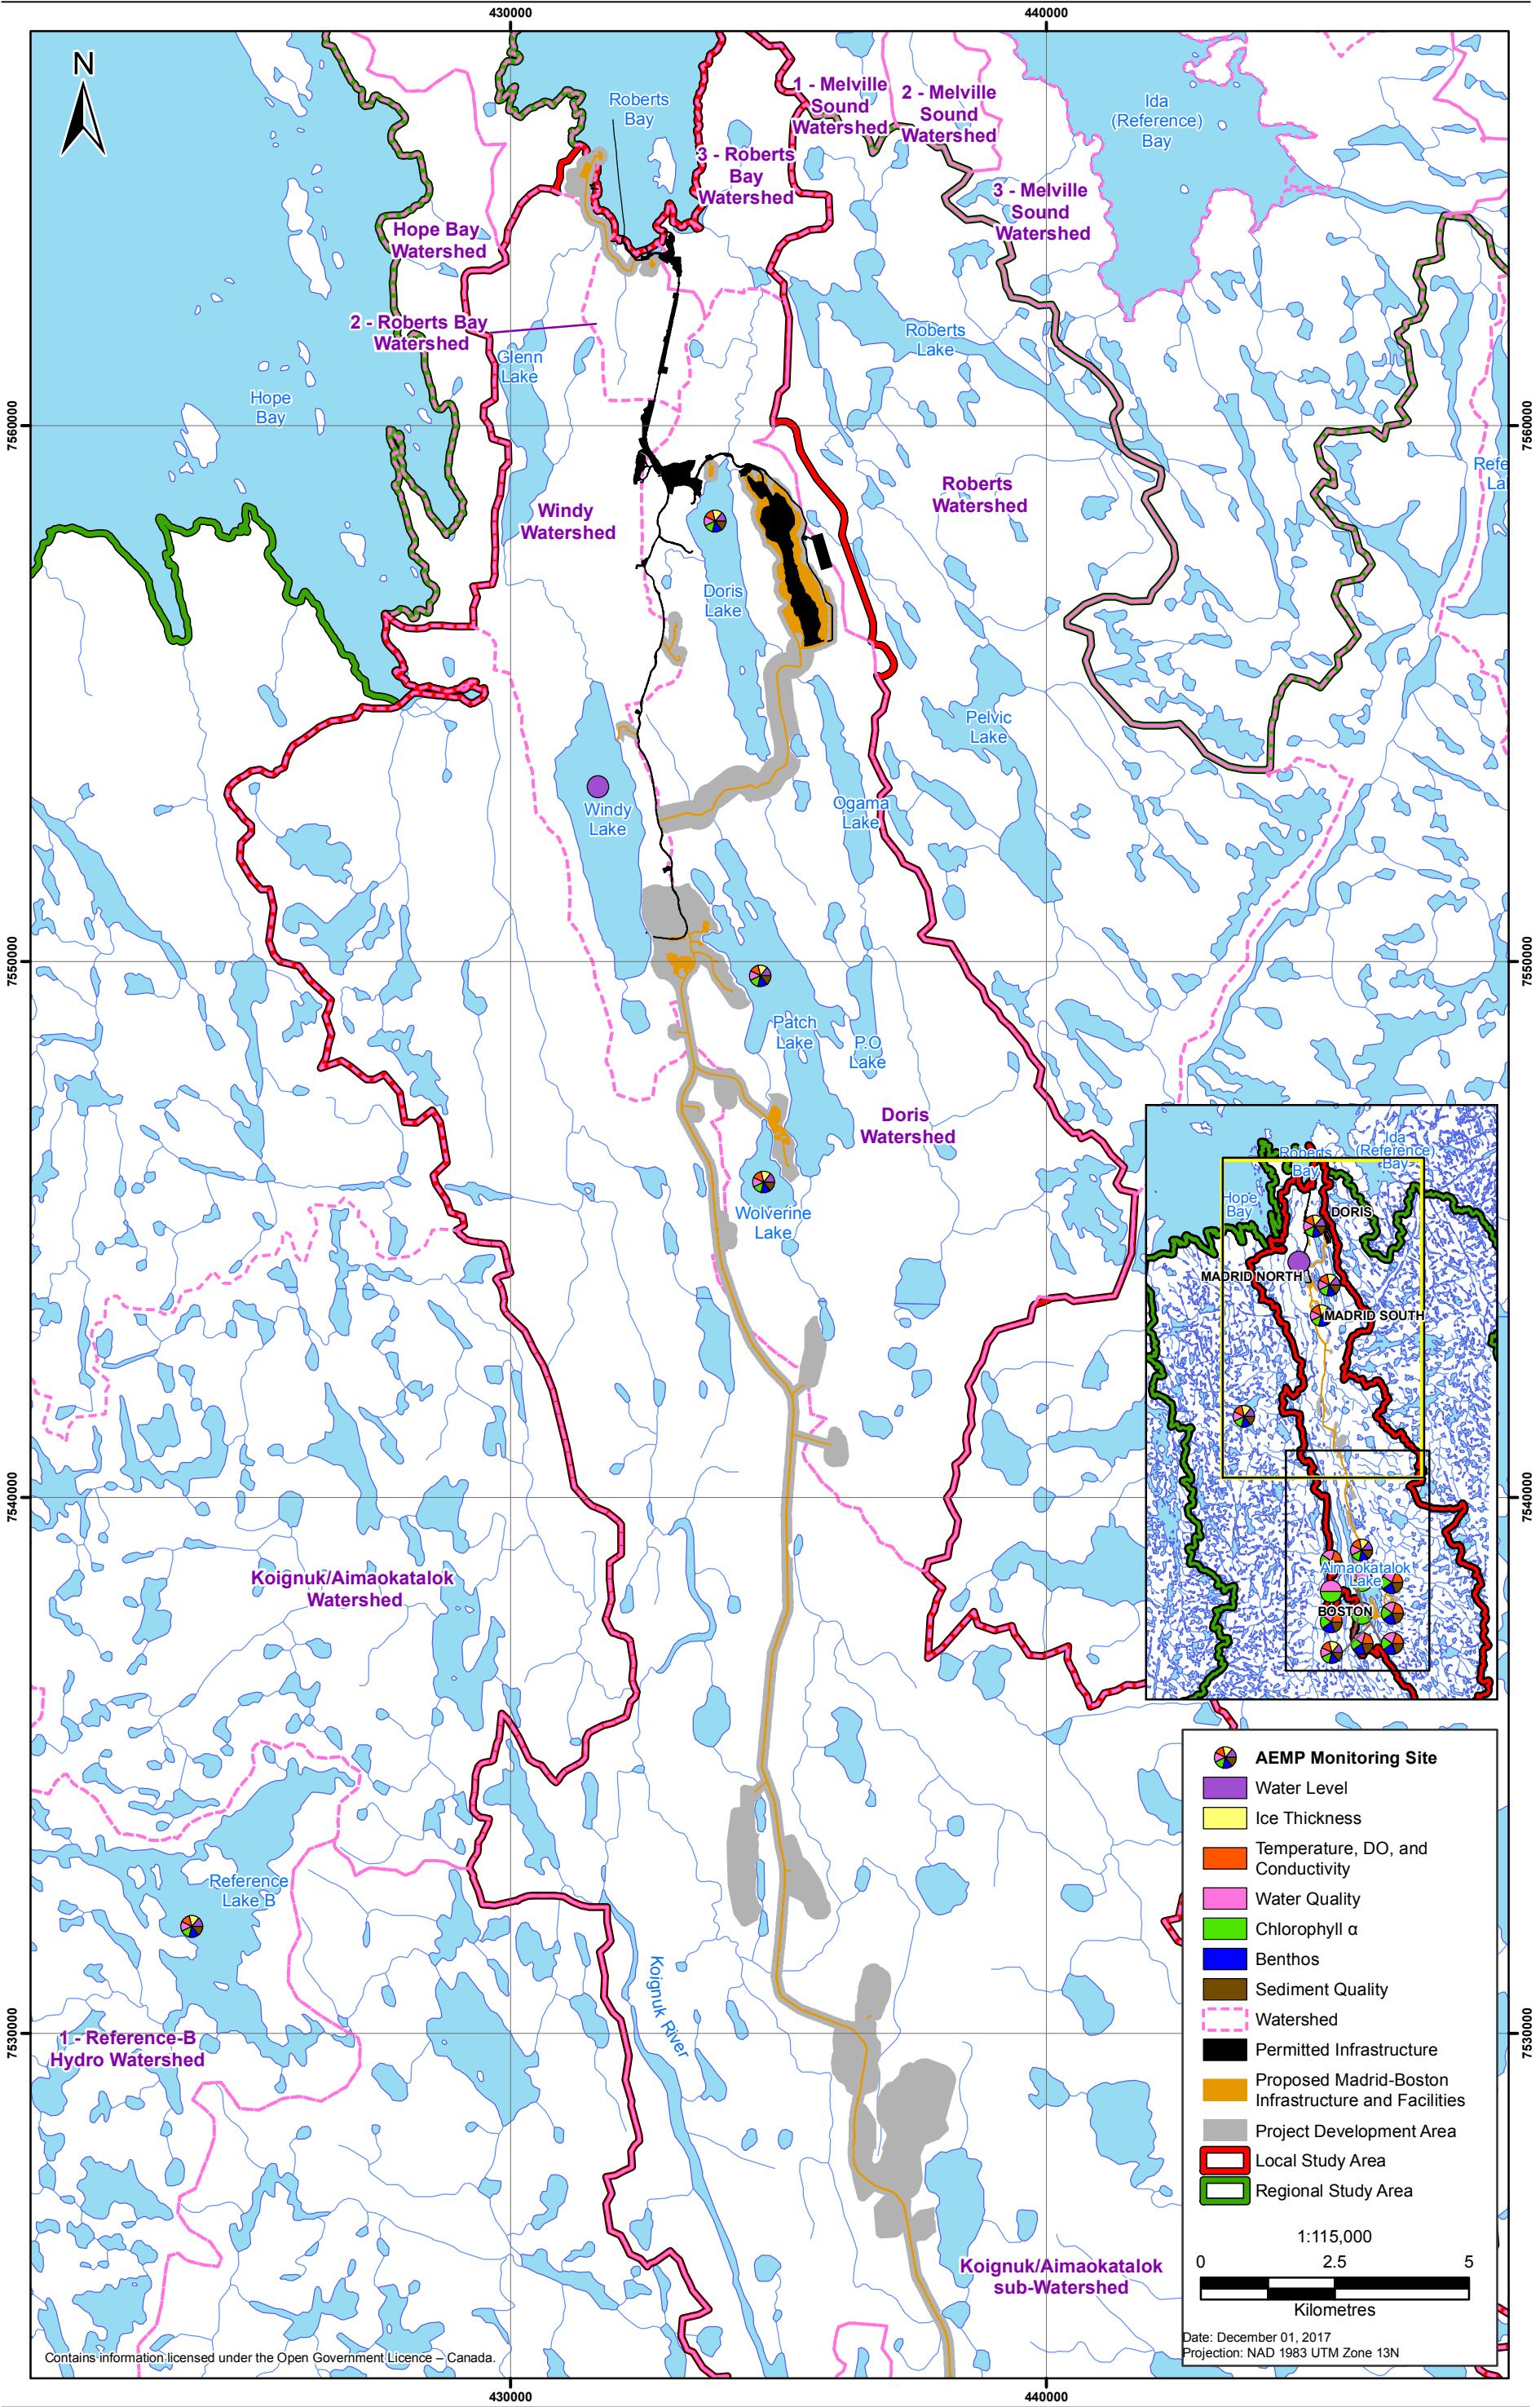 430000
440000
N
Roberts
Bay
1 - Melville
Sound
Watershed
2 - Melville
Sound
Watershed
Ida
(Reference)
Bay
3 - Roberts
Bay
Watershed
3 - Melville
Sound
Watershed
Hope Bay
Watershed
2 - Roberts Bay
Watershed
Glenn
Lake
Roberts
Lake
Hope
Bay
7560000
7560000
Refe
La
Roberts
Watershed
Windy
Watershed
Doris
Lake
Pelvic
Lake
Windy
Lake
Ogama
Lake
7550000
7550000
Patch
Lake
P.O
Lake
Doris
Watershed
Wolverine
Lake
Roberts
Bay
Ida
(Reference)
Bay
Hope
Bay
DORIS
MADRID NORTH
MADRID SOUTH
Aimaokatalok
Lake
BOSTON
7540000
7540000
Koignuk/Aimaokatalok
Watershed
Reference
Lake B
Koignuk River
7530000
7530000
1 - Reference-B
Hydro Watershed
Koignuk/Aimaokatalok
sub-Watershed
AEMP Monitoring Site
Water Level
Ice Thickness
Temperature, DO, and
Conductivity
Water Quality
Chlorophyll α
Benthos
Sediment Quality
Watershed
Permitted Infrastructure
Proposed Madrid-Boston
Infrastructure and Facilities
Project Development Area
Local Study Area
Regional Study Area
1:115,000
0 2.5 5
Kilometres
Date: December 01, 2017
Projection: NAD 1983 UTM Zone 13N
Contains information licensed under the Open Government Licence – Canada.
430000
440000